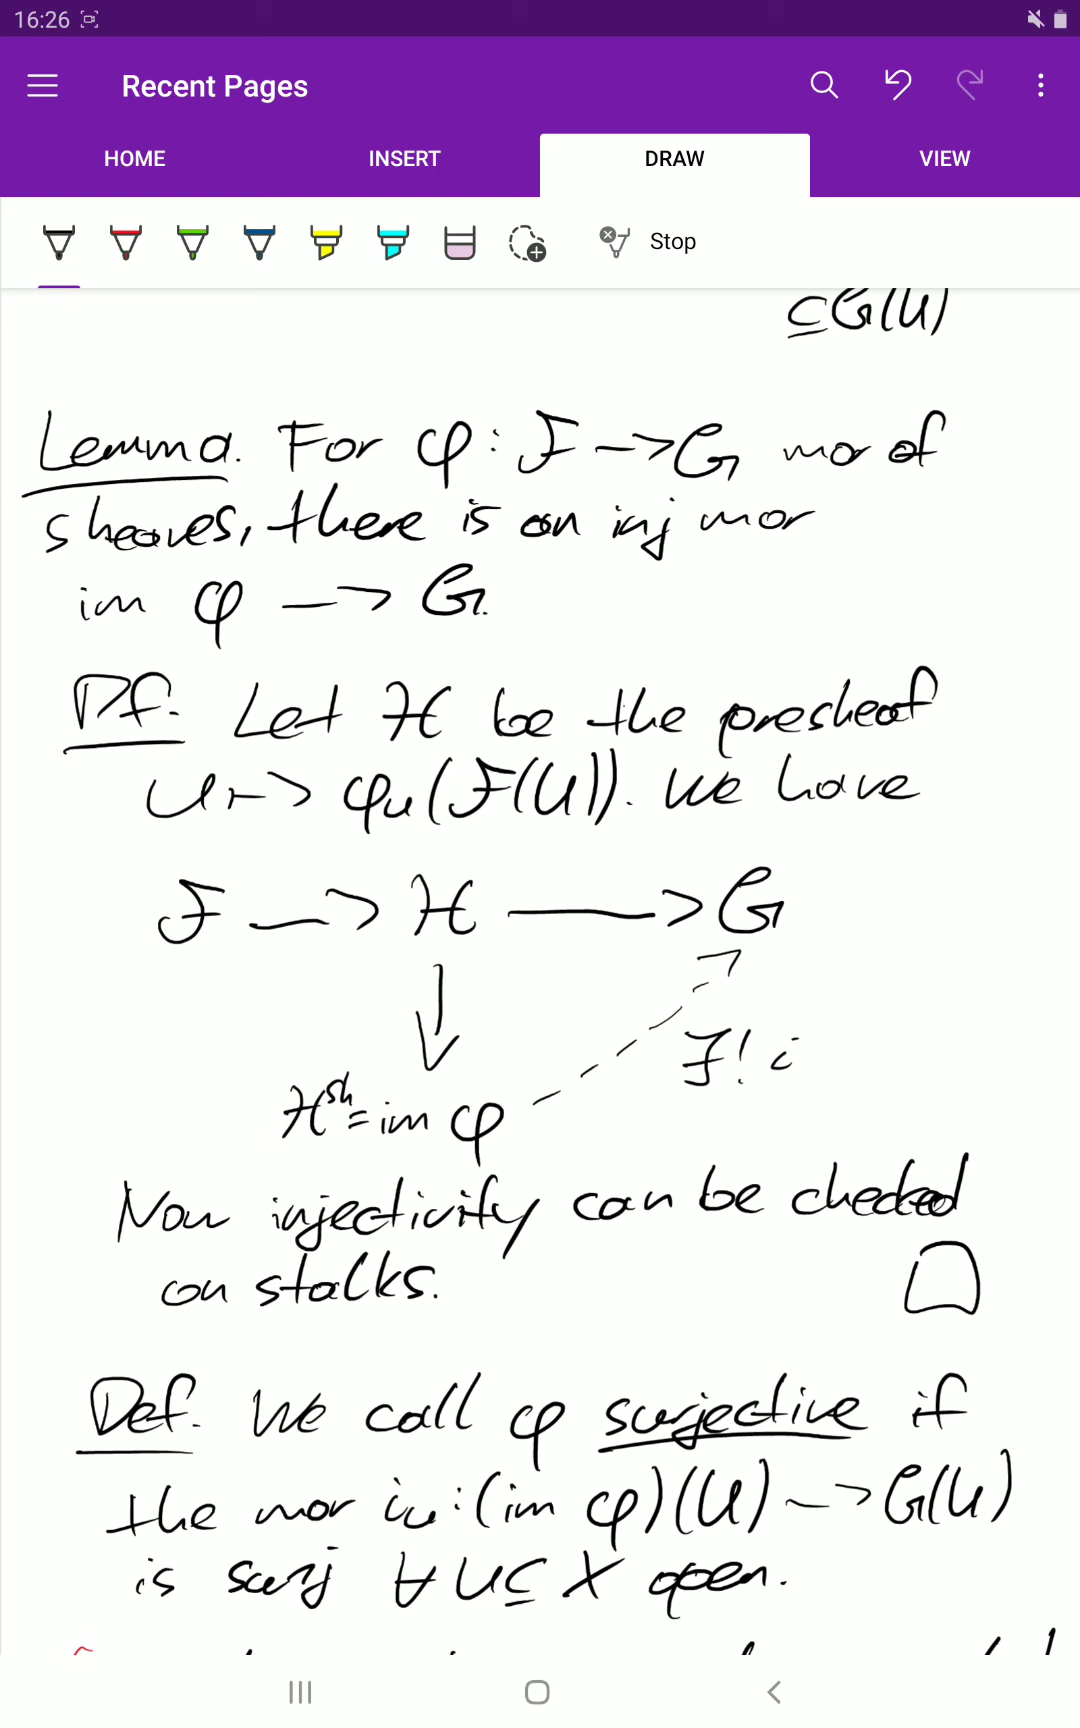 16:26
Recent Pages
HOME INSERT DRAW VIEW
Stop
⊆G(U)
Lemma. For φ: F → G mor of
sheaves, there is an inj mor
im φ → G.
Pf. Let H be the presheaf
U ↦ φ_U(F(U)). We have
F → H → G
∃! i
H^sh = im φ
Now injectivity can be checked
on stalks. □
Def. We call φ surjective if
the mor i_U: (im φ)(U) → G(U)
is surj ∀ U ⊆ X open.